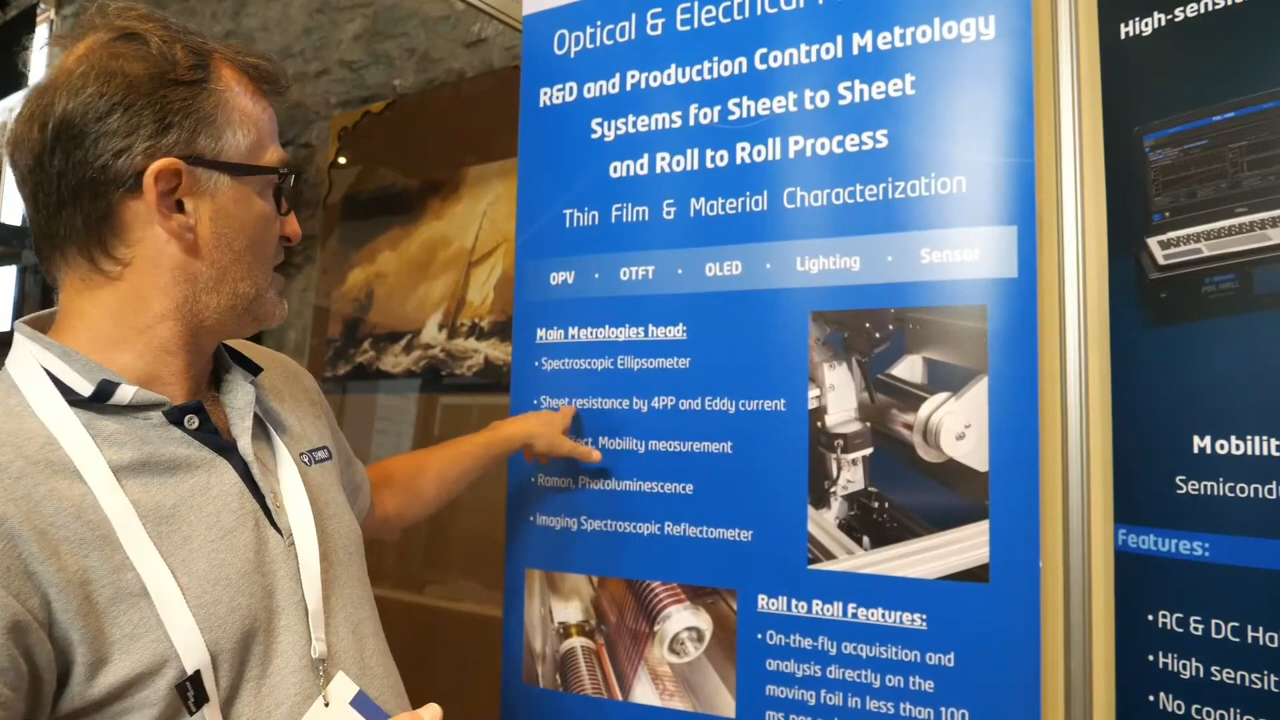 Optical & Electrical
R&D and Production Control Metrology
Systems for Sheet to Sheet
and Roll to Roll Process
Thin Film & Material Characterization
OPV · OTFT · OLED · Lighting · Sensor
Main Metrologies head:
• Spectroscopic Ellipsometer
• Sheet resistance by 4PP and Eddy current
, Mobility measurement
• Raman, Photoluminescence
• Imaging Spectroscopic Reflectometer
Roll to Roll Features:
• On-the-fly acquisition and
analysis directly on the
moving foil in less than 100
ms per
High-sensi
Mobilit
Semicond
Features:
• AC & DC Ha
• High sensit
• No cooling